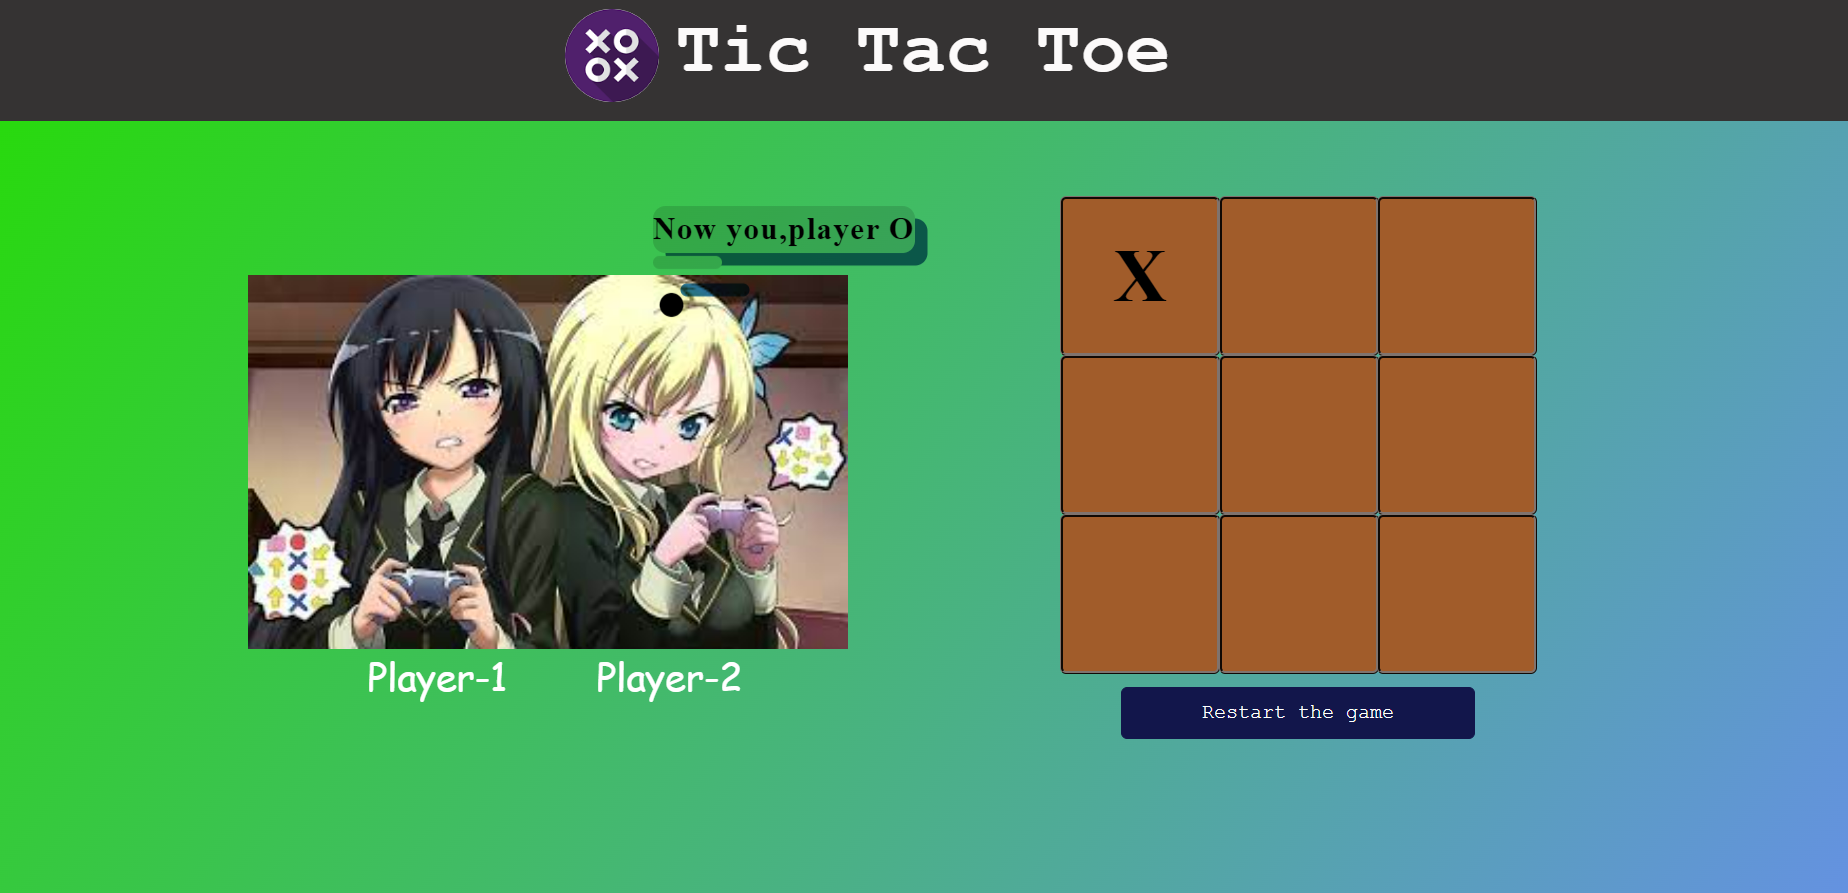 XO
OX
Tic Tac Toe
Now you,player O
X
Player-1
Player-2
Restart the game